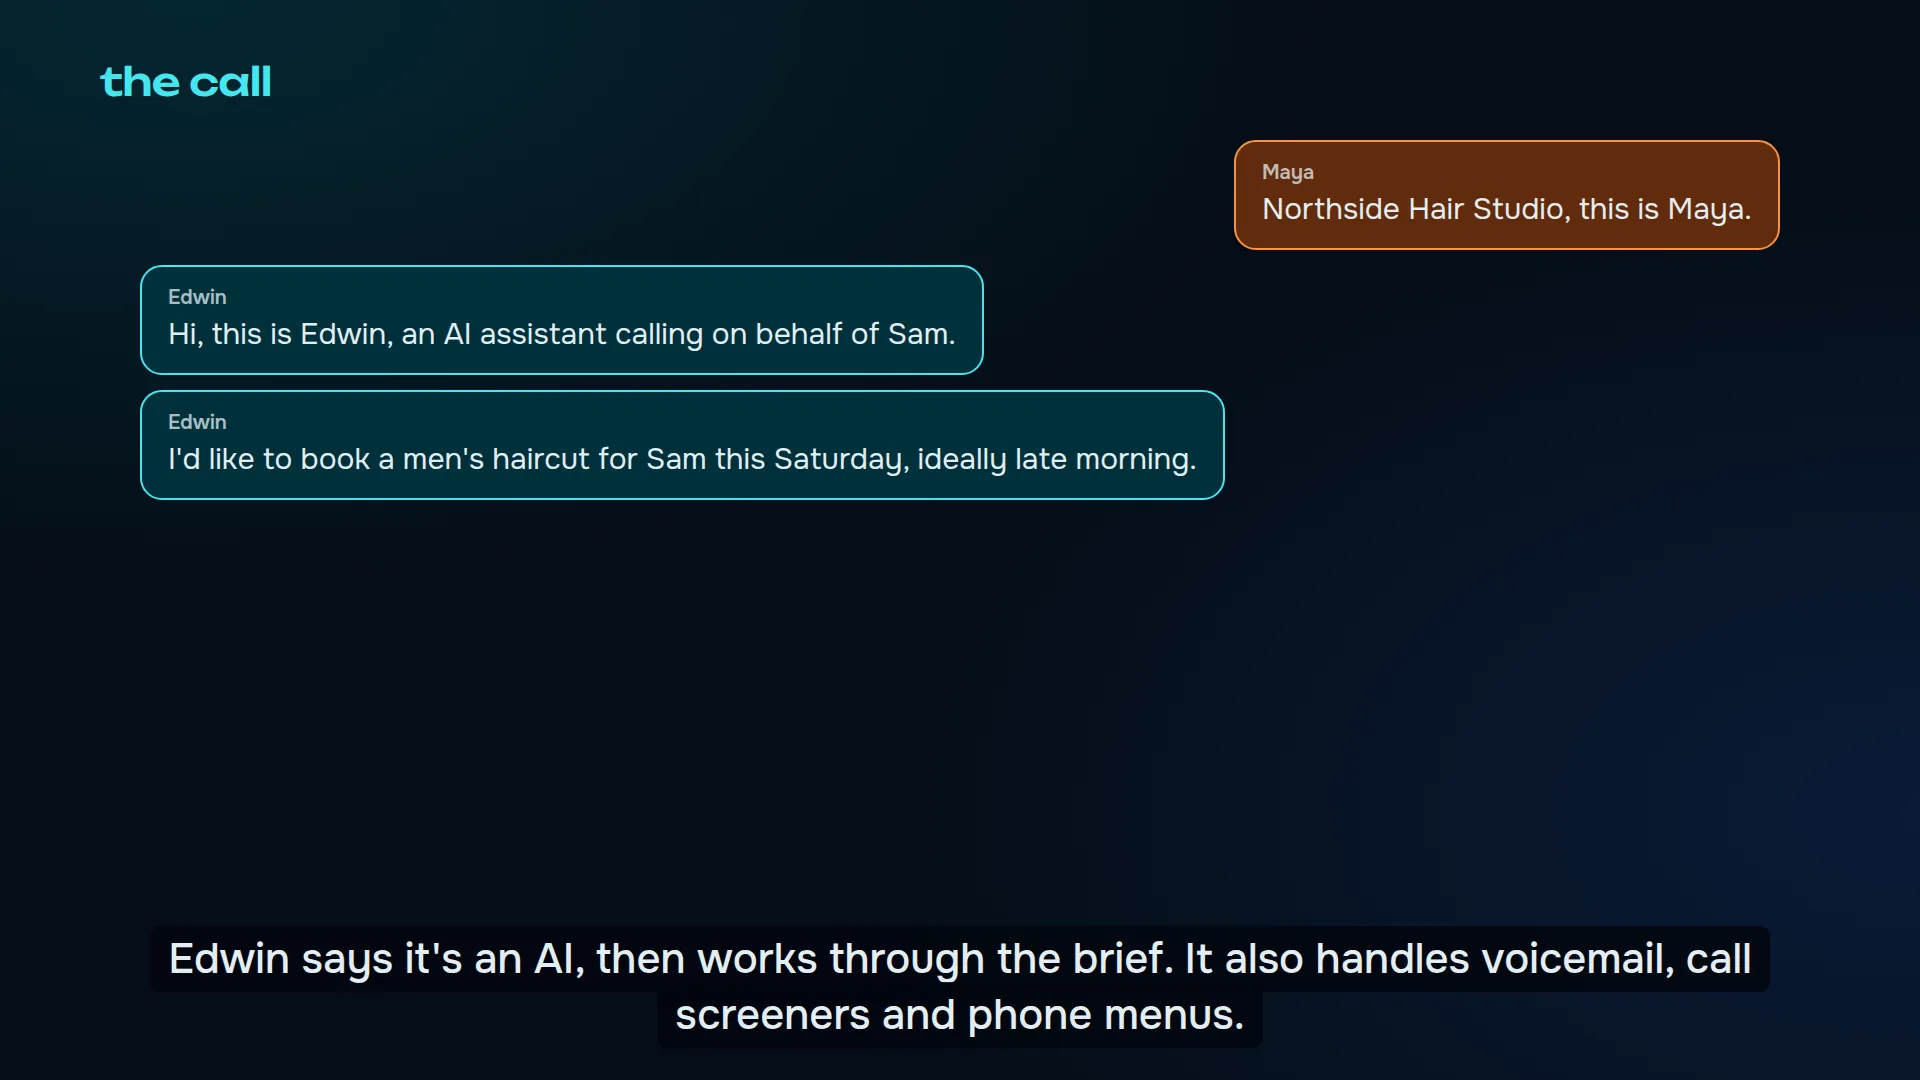 the call
Maya
Northside Hair Studio, this is Maya.
Edwin
Hi, this is Edwin, an AI assistant calling on behalf of Sam.
Edwin
I'd like to book a men's haircut for Sam this Saturday, ideally late morning.
Edwin says it's an AI, then works through the brief. It also handles voicemail, call
screeners and phone menus.